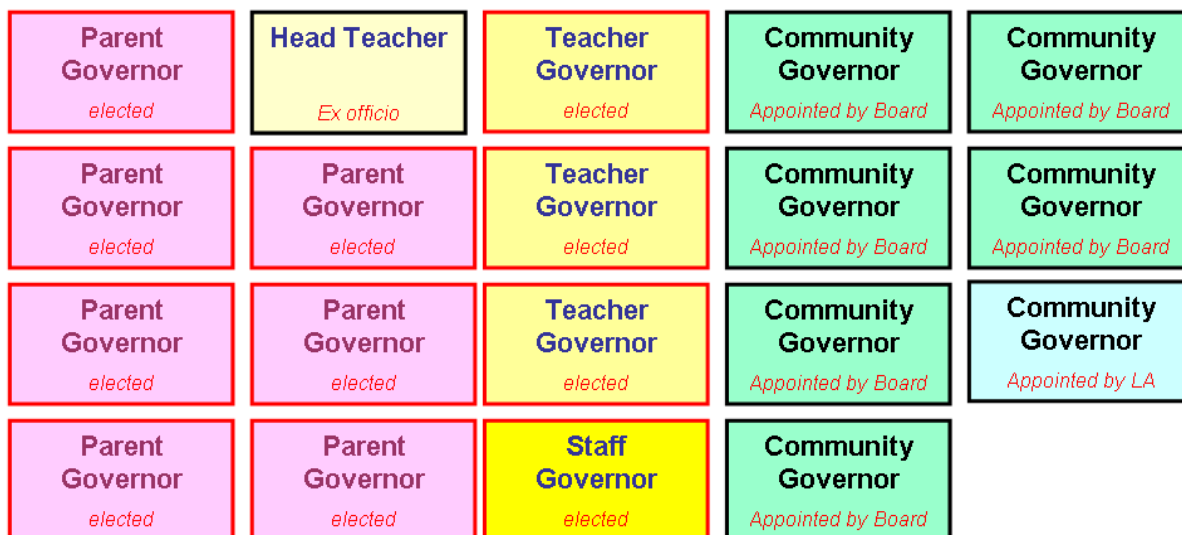 Parent
Governor
elected
Head Teacher
Ex officio
Teacher
Governor
elected
Community
Governor
Appointed by Board
Community
Governor
Appointed by Board
Parent
Governor
elected
Parent
Governor
elected
Teacher
Governor
elected
Community
Governor
Appointed by Board
Community
Governor
Appointed by Board
Parent
Governor
elected
Parent
Governor
elected
Teacher
Governor
elected
Community
Governor
Appointed by Board
Community
Governor
Appointed by LA
Parent
Governor
elected
Parent
Governor
elected
Staff
Governor
elected
Community
Governor
Appointed by Board